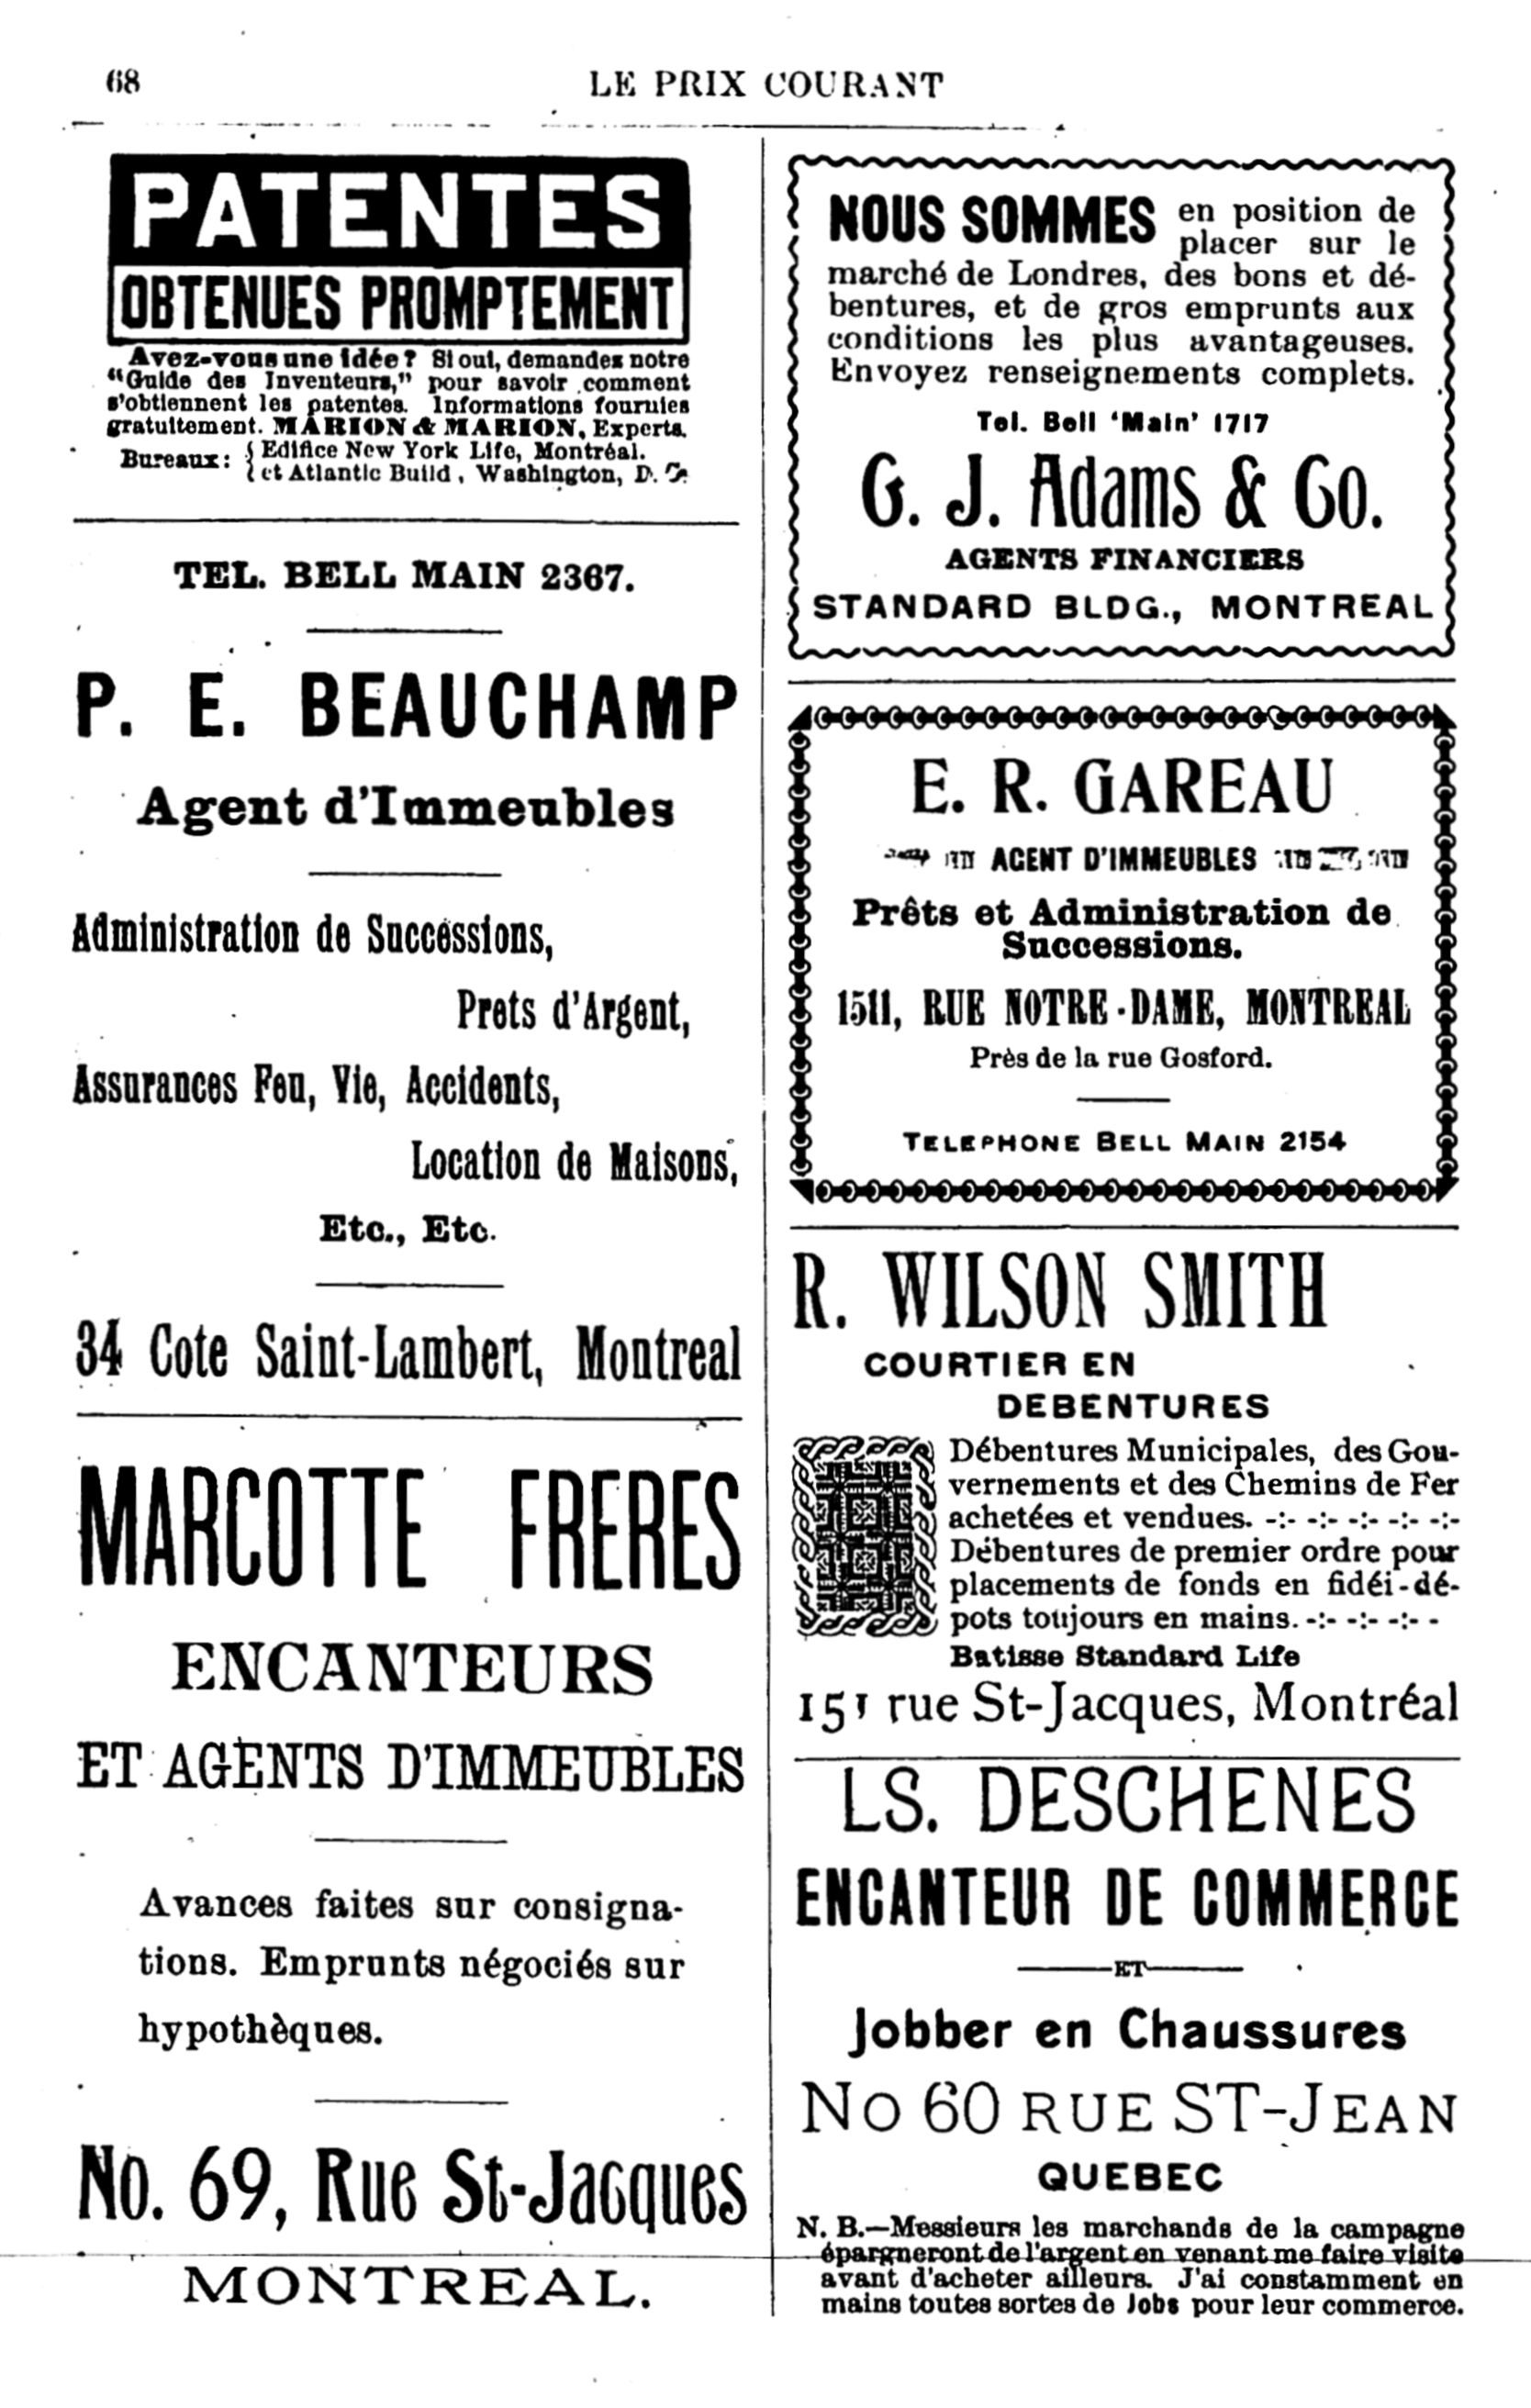 68
LE PRIX COURANT
PATENTES
OBTENUES PROMPTEMENT
Avez-vous une idée? Si oui, demandez notre
"Guide des Inventeurs," pour savoir comment
s'obtiennent les patentes. Informations fournies
gratuitement. MARION & MARION, Experts.
Bureaux: { Edifice New York Life, Montréal.
et Atlantic Build, Washington, D. C.
TEL. BELL MAIN 2367.
P. E. BEAUCHAMP
Agent d'Immeubles
Administration de Successions,
Prets d'Argent,
Assurances Feu, Vie, Accidents,
Location de Maisons,
Etc., Etc.
34 Cote Saint-Lambert, Montreal
MARCOTTE FRERES
ENCANTEURS
ET AGENTS D'IMMEUBLES
Avances faites sur consigna-
tions. Emprunts négociés sur
hypothèques.
No. 69, Rue St-Jacques
MONTREAL.
NOUS SOMMES en position de
placer sur le
marché de Londres, des bons et dé-
bentures, et de gros emprunts aux
conditions les plus avantageuses.
Envoyez renseignements complets.
Tel. Bell 'Main' 1717
G. J. Adams & Co.
AGENTS FINANCIERS
STANDARD BLDG., MONTREAL
E. R. GAREAU
AGENT D'IMMEUBLES
Prêts et Administration de
Successions.
1511, RUE NOTRE-DAME, MONTREAL
Près de la rue Gosford.
TELEPHONE BELL MAIN 2154
R. WILSON SMITH
COURTIER EN
DEBENTURES
Débentures Municipales, des Gou-
vernements et des Chemins de Fer
achetées et vendues. -:- -:- -:- -:- -:-
Débentures de premier ordre pour
placements de fonds en fidéi-dé-
pots toujours en mains. -:- -:- -:- -
Batisse Standard Life
151 rue St-Jacques, Montréal
LS. DESCHENES
ENCANTEUR DE COMMERCE
ET
Jobber en Chaussures
No 60 RUE ST-JEAN
QUEBEC
N. B.—Messieurs les marchands de la campagne
épargneront de l'argent en venant me faire visite
avant d'acheter ailleurs. J'ai constamment en
mains toutes sortes de Jobs pour leur commerce.